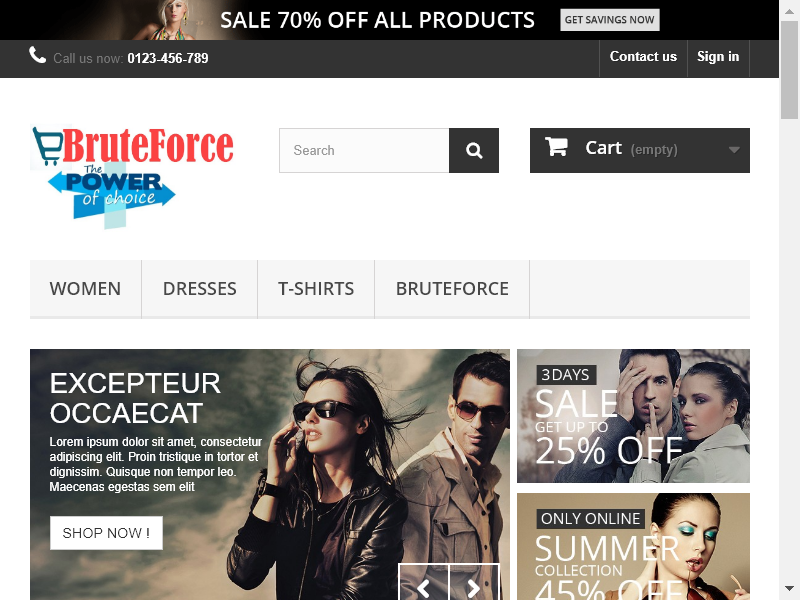 SALE 70% OFF ALL PRODUCTS GET SAVINGS NOW
Call us now: 0123-456-789 Contact us Sign in
BruteForce
The
POWER
of choice
Search
Cart (empty)
WOMEN DRESSES T-SHIRTS BRUTEFORCE
EXCEPTEUR
OCCAECAT
Lorem ipsum dolor sit amet, consectetur
adipiscing elit. Proin tristique in tortor et
dignissim. Quisque non tempor leo.
Maecenas egestas sem elit
SHOP NOW !
3DAYS
SALE
GET UP TO
25% OFF
ONLY ONLINE
SUMMER
COLLECTION
45% OFF